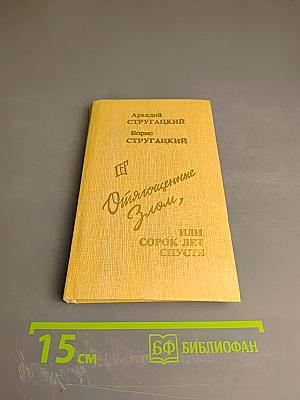 Аркадий
СТРУГАЦКИЙ
Борис
СТРУГАЦКИЙ
Отягощенные
Злом,
ИЛИ
СОРОК ЛЕТ
СПУСТЯ
15 см
БФ БИБЛИОФАН